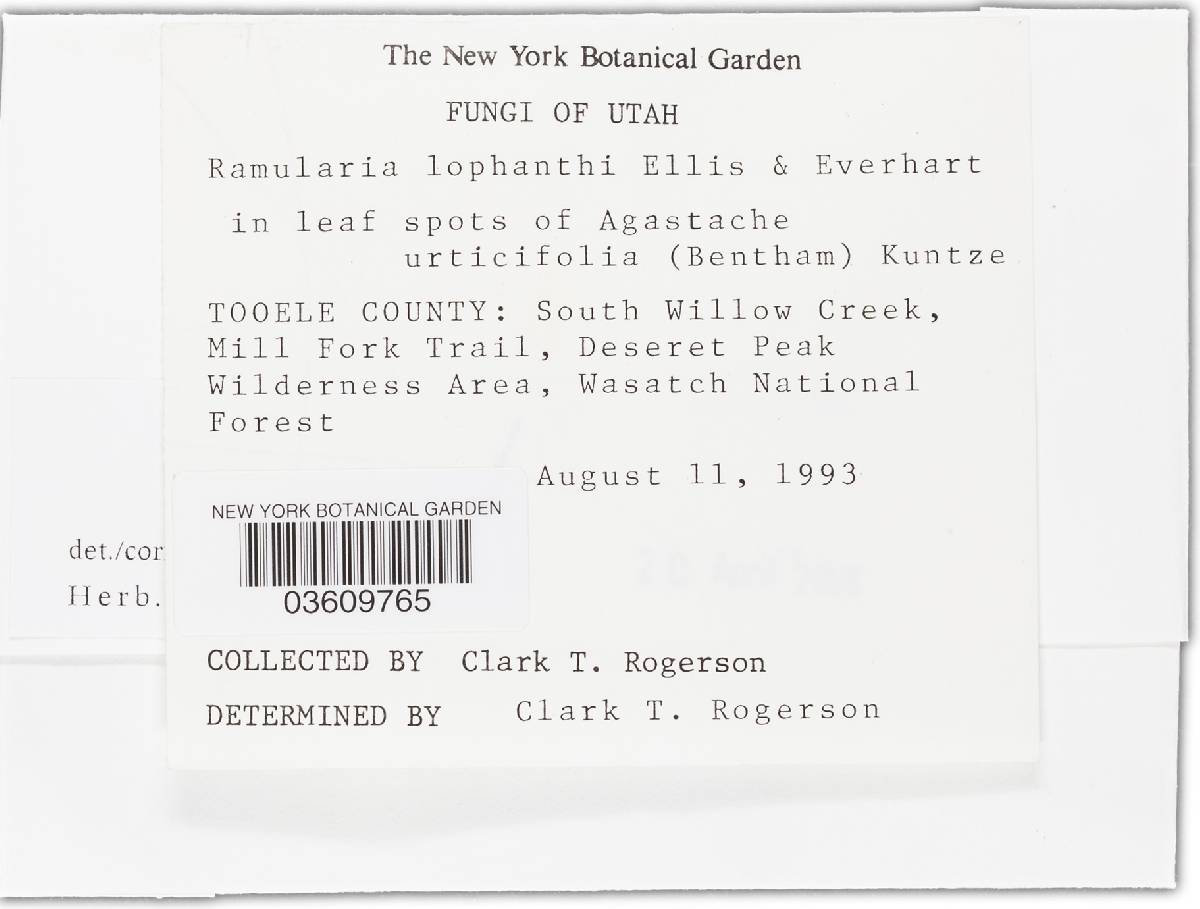 The New York Botanical Garden
FUNGI OF UTAH
Ramularia lophanthi Ellis & Everhart
in leaf spots of Agastache
urticifolia (Bentham) Kuntze
TOOELE COUNTY: South Willow Creek,
Mill Fork Trail, Deseret Peak
Wilderness Area, Wasatch National
Forest
August 11, 1993
NEW YORK BOTANICAL GARDEN
03609765
det./cor
Herb.
COLLECTED BY Clark T. Rogerson
DETERMINED BY Clark T. Rogerson